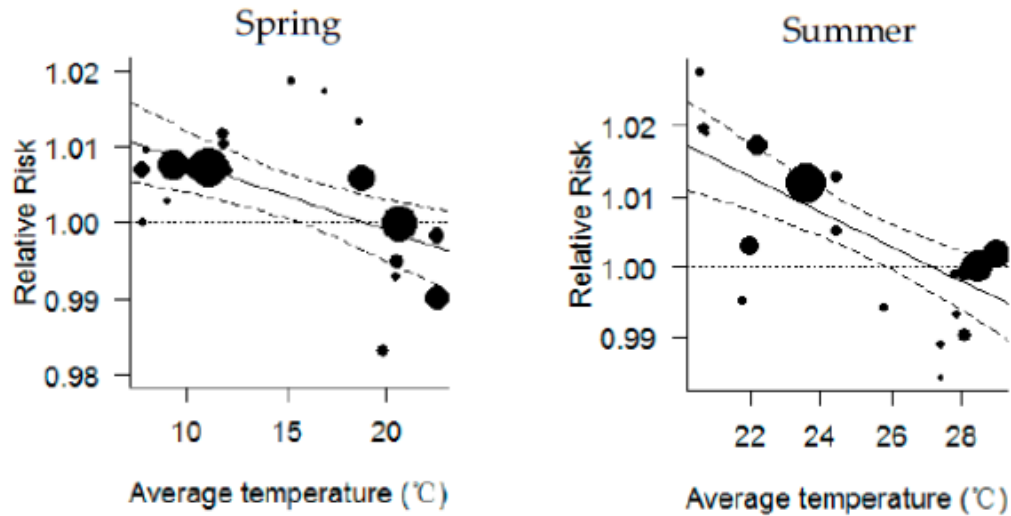 Spring
Relative Risk
1.02
1.01
1.00
0.99
0.98
10
15
20
Average temperature (℃)
Summer
Relative Risk
1.02
1.01
1.00
0.99
22
24
26
28
Average temperature (℃)